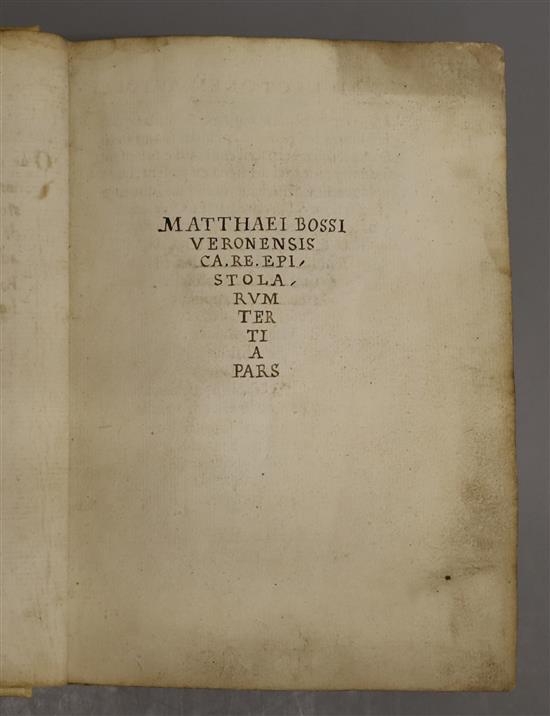 MATTHAEI BOSSI
VERONENSIS
CA.RE.EPI,
STOLA,
RVM
TER
TI
A
PARS